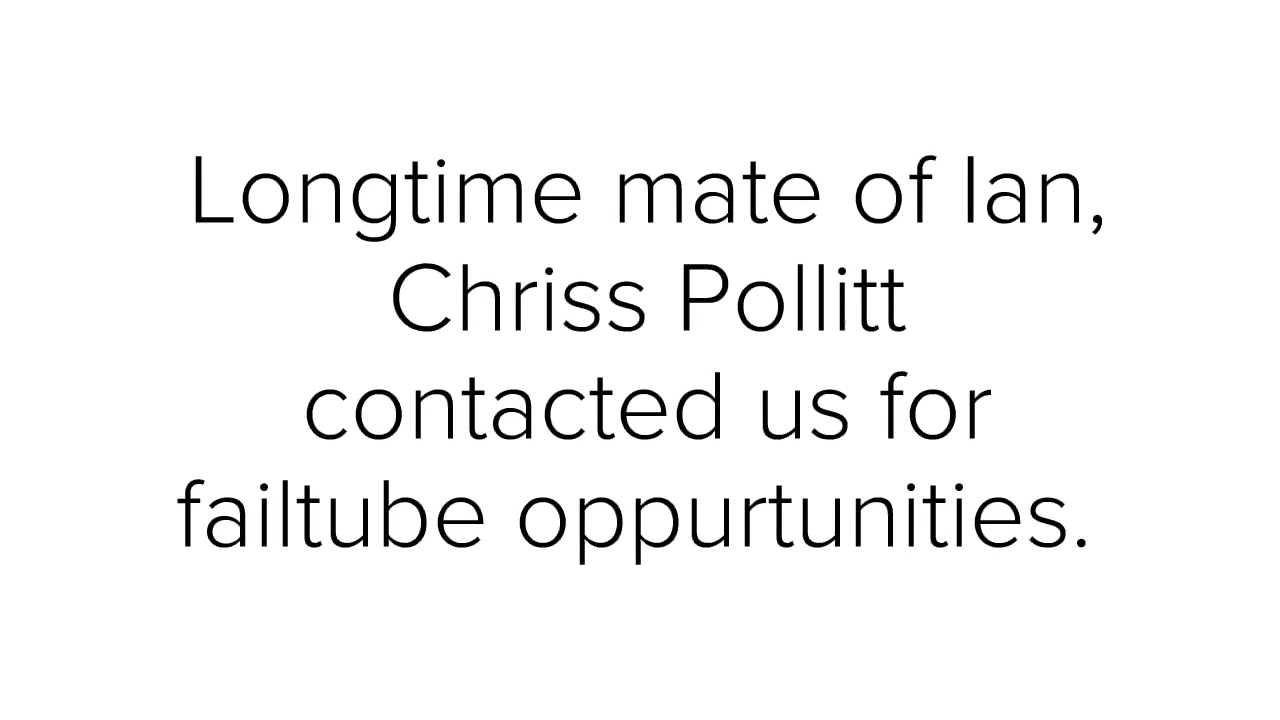 Longtime mate of Ian,
Chriss Pollitt
contacted us for
failtube oppurtunities.